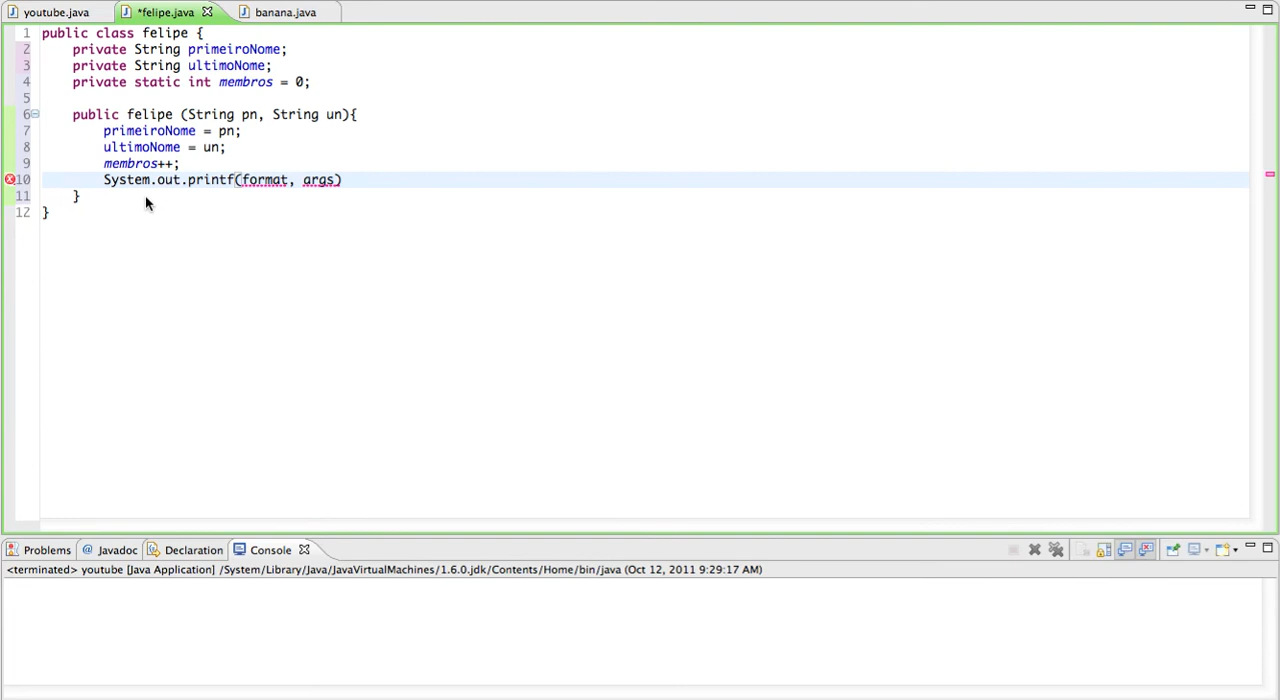 youtube.java *felipe.java banana.java
1 public class felipe {
2 private String primeiroNome;
3 private String ultimoNome;
4 private static int membros = 0;
5
6 public felipe (String pn, String un){
7 primeiroNome = pn;
8 ultimoNome = un;
9 membros++;
10 System.out.printf(format, args)
11 }
12 }
Problems @ Javadoc Declaration Console
<terminated> youtube [Java Application] /System/Library/Java/JavaVirtualMachines/1.6.0.jdk/Contents/Home/bin/java (Oct 12, 2011 9:29:17 AM)